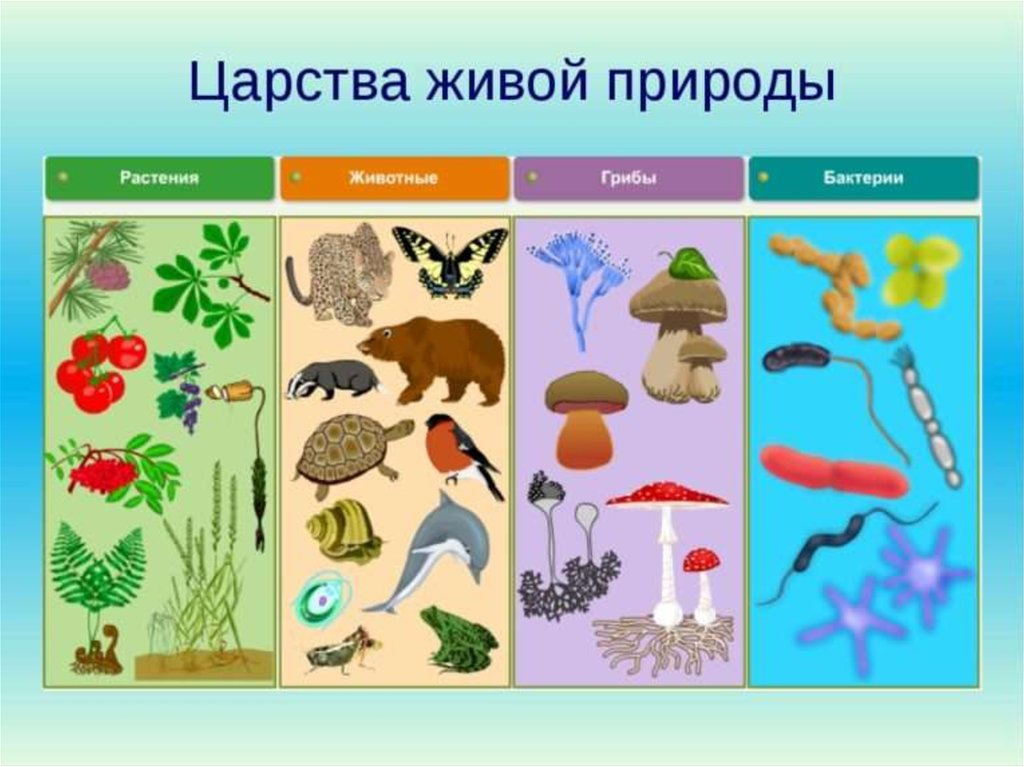 Царства живой природы
Растения
Животные
Грибы
Бактерии